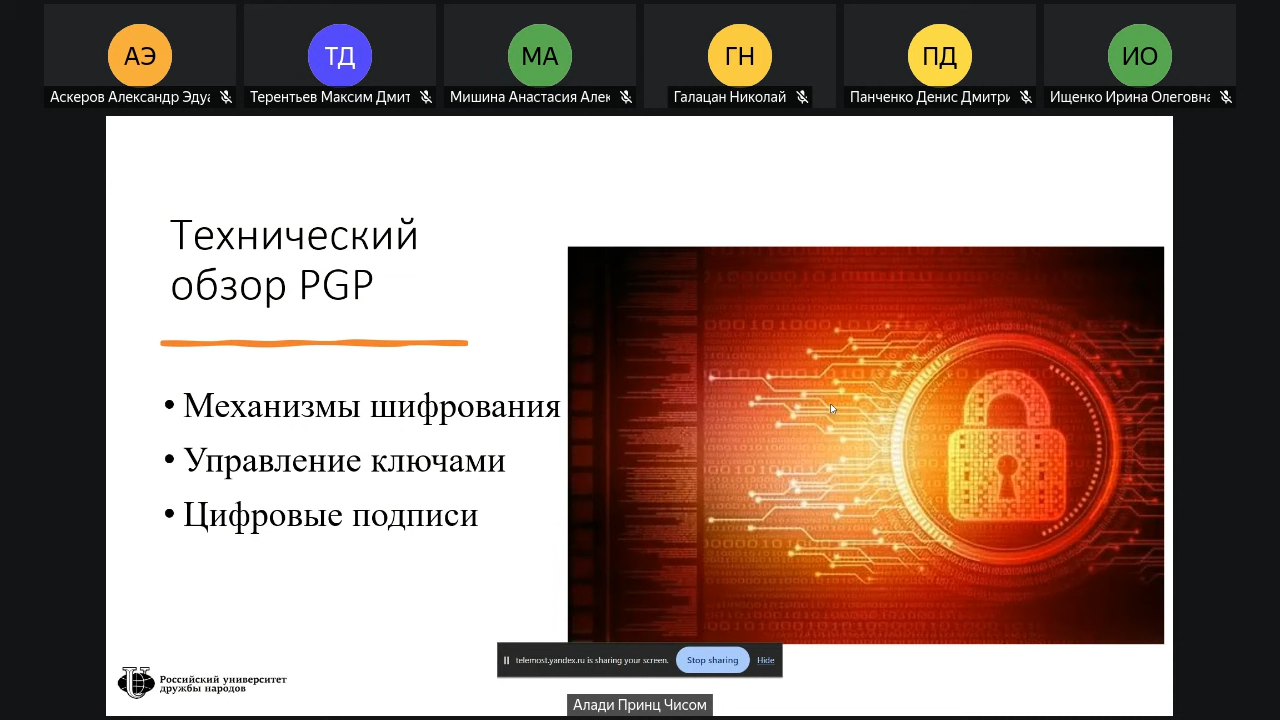 АЭ
ТД
МА
ГН
ПД
ИО
Аскеров Александр Эдуа
Терентьев Максим Дмит
Мишина Анастасия Алек
Галацан Николай
Панченко Денис Дмитри
Ищенко Ирина Олеговна
Технический
обзор PGP
• Механизмы шифрования
• Управление ключами
• Цифровые подписи
telemost.yandex.ru is sharing your screen.
Stop sharing
Hide
Российский университет
дружбы народов
Алади Принц Чисом